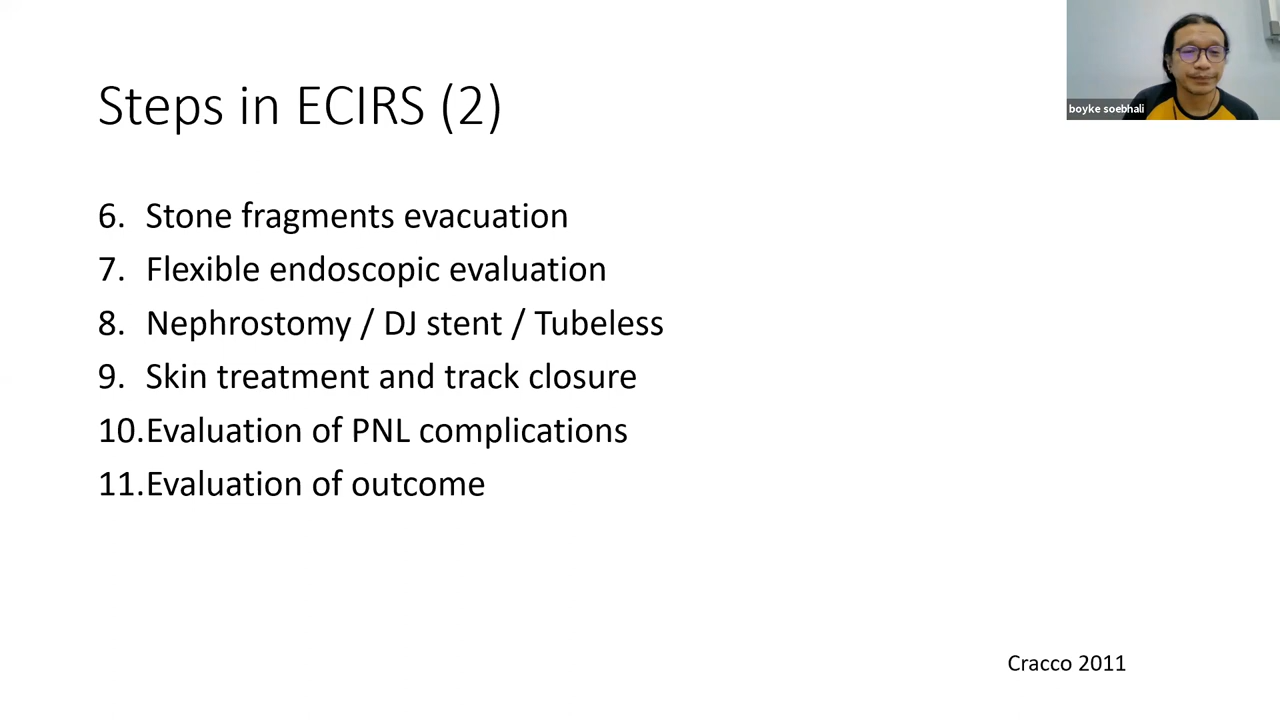 Steps in ECIRS (2)
boyke soebhali
6. Stone fragments evacuation
7. Flexible endoscopic evaluation
8. Nephrostomy / DJ stent / Tubeless
9. Skin treatment and track closure
10.Evaluation of PNL complications
11.Evaluation of outcome
Cracco 2011